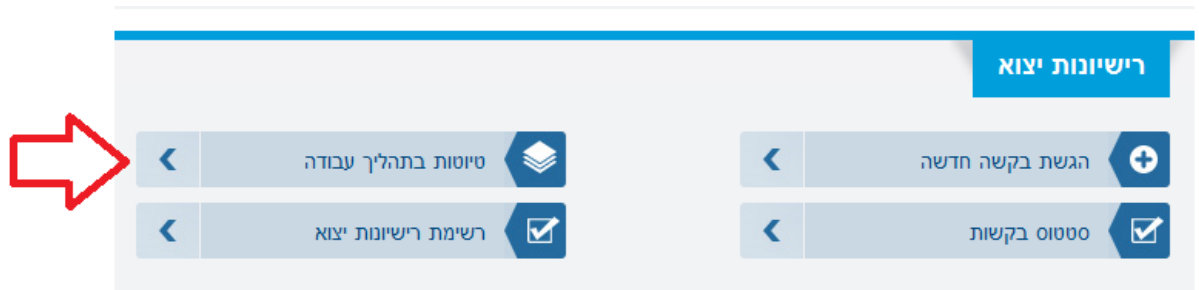 רישיונות יצוא
הגשת בקשה חדשה
טיוטות בתהליך עבודה
סטטוס בקשות
רשימת רישיונות יצוא